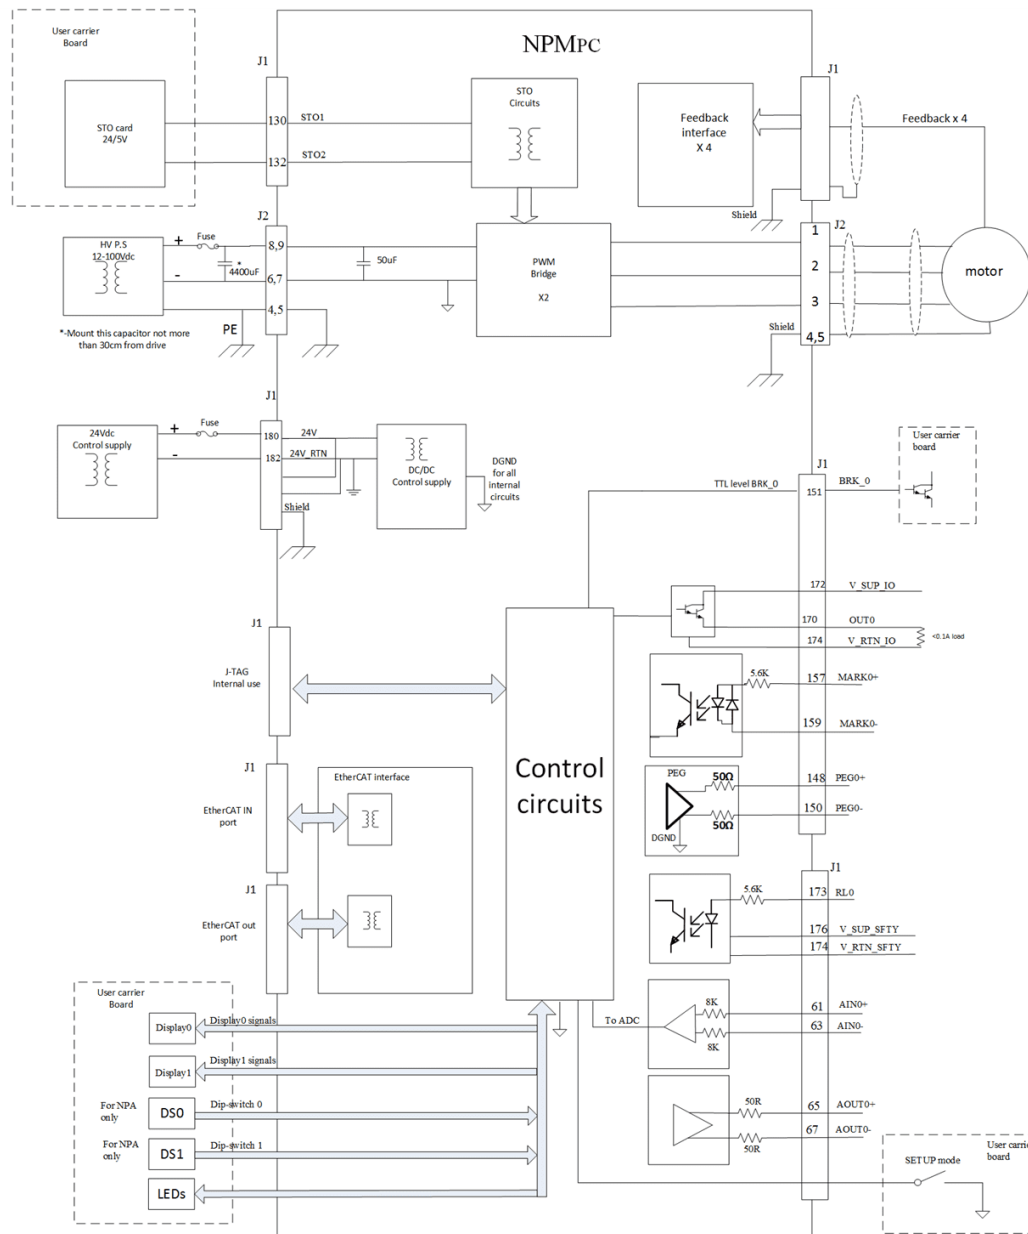 User carrier
Board
NPMPC
J1
STO card
24/5V
130
STO1
132
STO2
STO
Circuits
Feedback
interface
X 4
J1
Feedback x 4
Shield
J2
HV P.S
12-100Vdc
+
Fuse
-
*
4400uF
8,9
6,7
4,5
50uF
PE
*-Mount this capacitor not more
than 30cm from drive
PWM
Bridge
X2
J2
1
2
3
4,5
Shield
motor
J1
24Vdc
Control supply
+
Fuse
-
180
24V
182
24V_RTN
Shield
DC/DC
Control supply
DGND
for all
internal
circuits
User carrier
board
J1
TTL level BRK_0
151
BRK_0
172
V_SUP_IO
170
OUT0
174
V_RTN_IO
<0.1A load
5.6K
157
MARK0+
159
MARK0-
PEG
50Ω
148
PEG0+
50Ω
150
PEG0-
DGND
J1
J-TAG
Internal use
J1
EtherCAT IN
port
EtherCAT interface
J1
EtherCAT out
port
Control
circuits
J1
5.6K
173
RL0
176
V_SUP_SFTY
174
V_RTN_SFTY
To ADC
8K
61
AIN0+
8K
63
AIN0-
50R
65
AOUT0+
50R
67
AOUT0-
User carrier
board
SETUP mode
User carrier
Board
Display0
Display0 signals
Display1
Display1 signals
For NPA
only
DS0
Dip-switch 0
For NPA
only
DS1
Dip-switch 1
LEDs